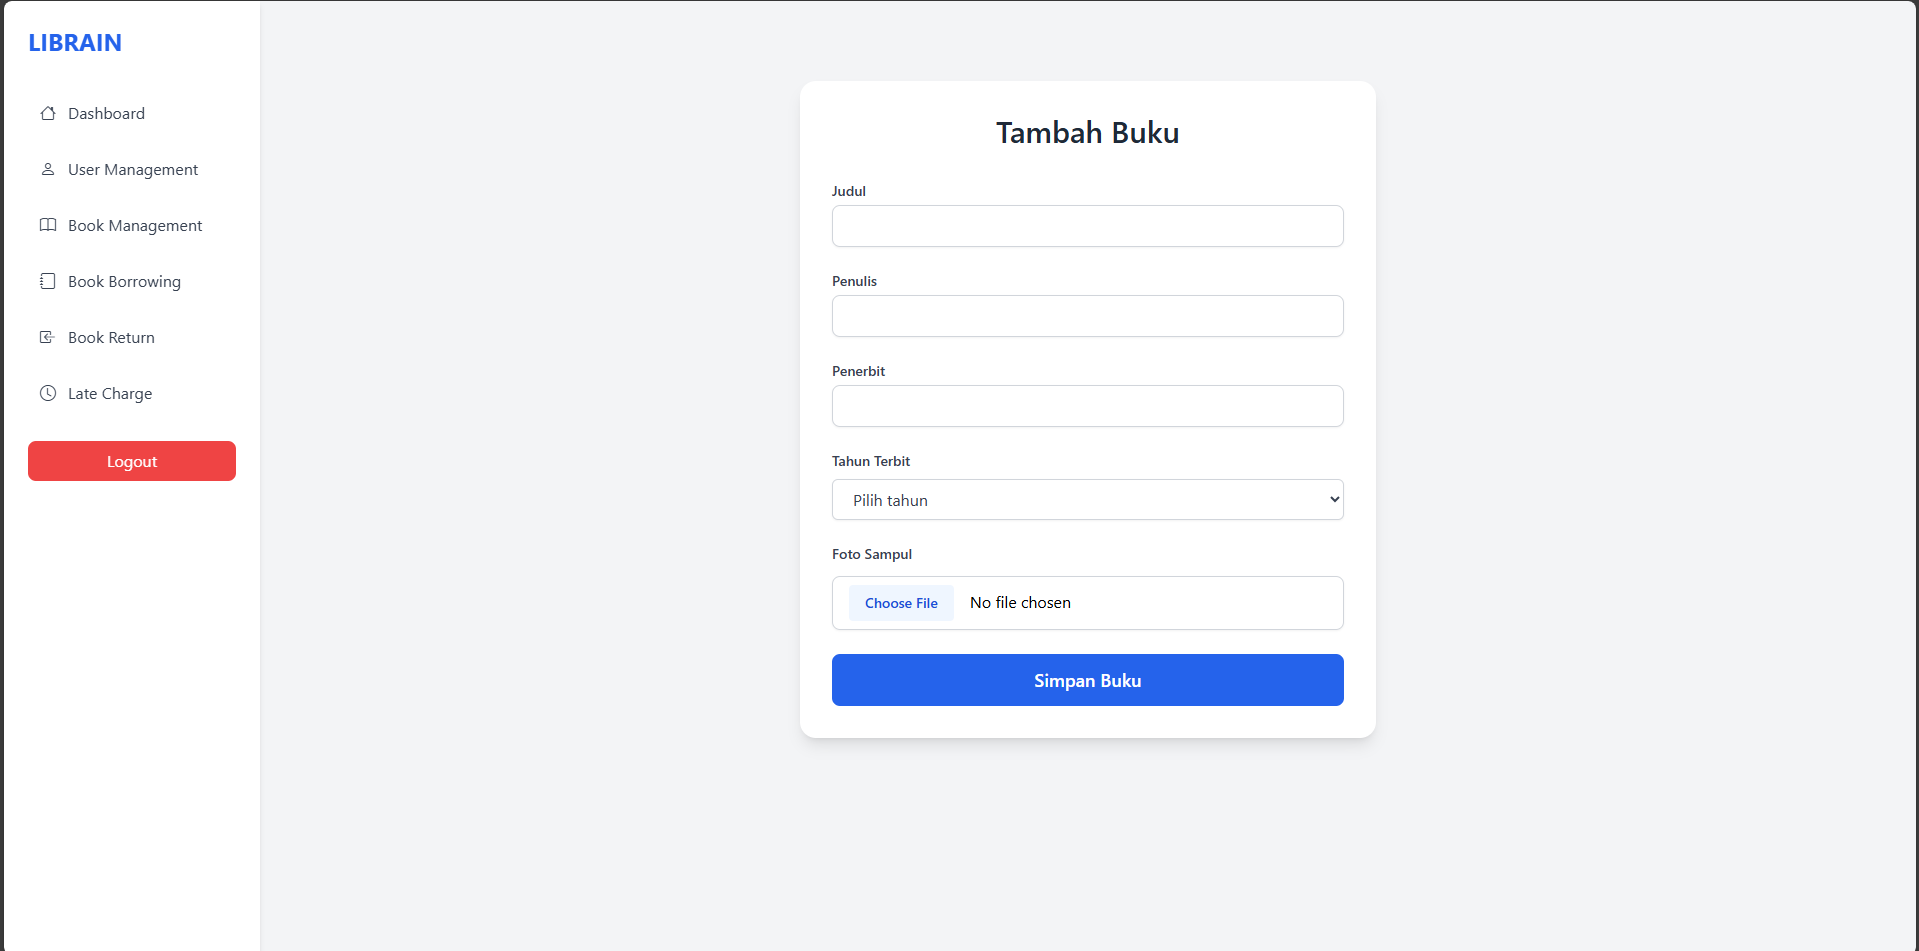 LIBRAIN
Dashboard
User Management
Book Management
Book Borrowing
Book Return
Late Charge
Logout
Tambah Buku
Judul
Penulis
Penerbit
Tahun Terbit
Pilih tahun
Foto Sampul
Choose File No file chosen
Simpan Buku